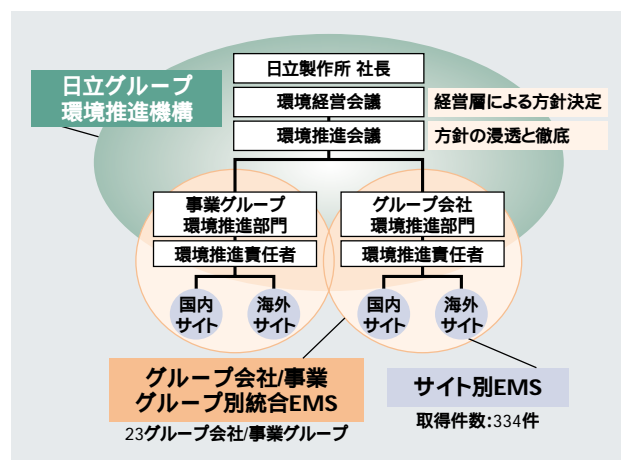 日立製作所 社長
日立グループ
環境推進機構
環境経営会議
経営層による方針決定
環境推進会議
方針の浸透と徹底
事業グループ
環境推進部門
グループ会社
環境推進部門
環境推進責任者
環境推進責任者
国内
サイト
海外
サイト
国内
サイト
海外
サイト
グループ会社/事業
グループ別統合EMS
23グループ会社/事業グループ
サイト別EMS
取得件数:334件